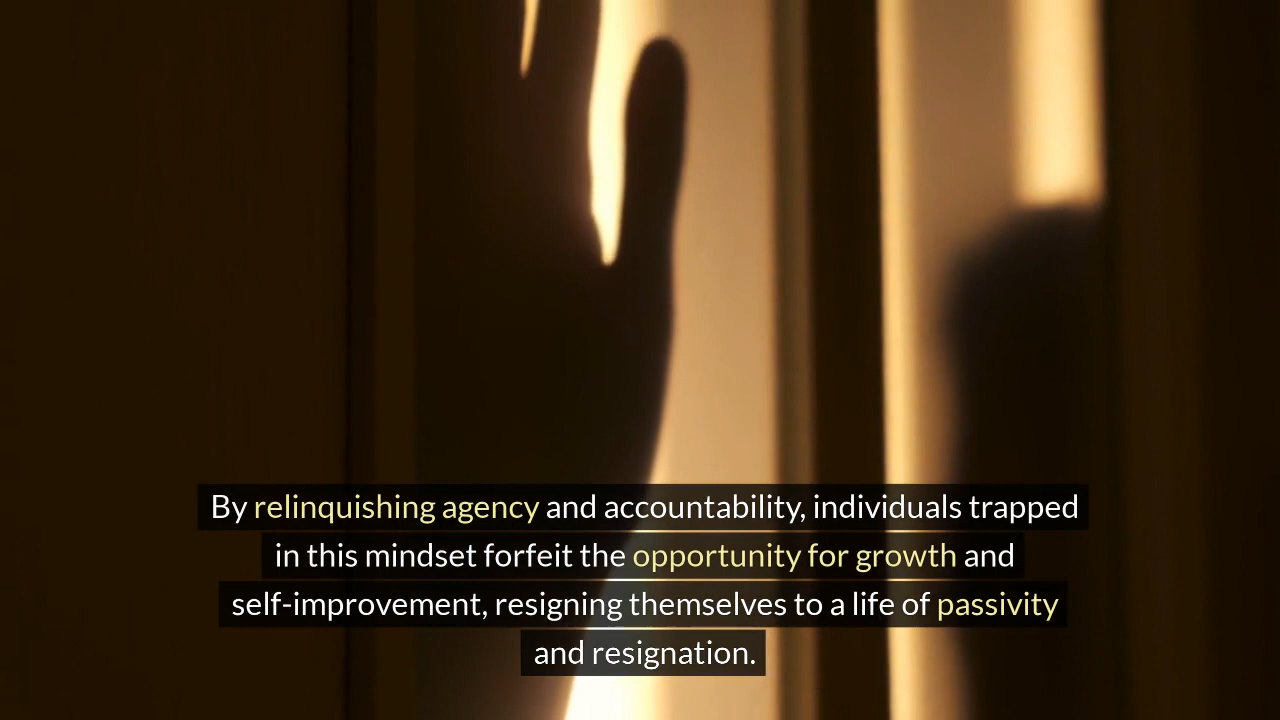 By relinquishing agency and accountability, individuals trapped
in this mindset forfeit the opportunity for growth and
self-improvement, resigning themselves to a life of passivity
and resignation.